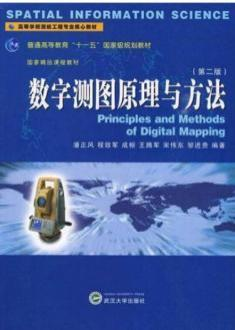 SPATIAL INFORMATION SCIENCE
高等学校测绘工程专业核心教材
普通高等教育“十一五”国家级规划教材
国家精品课程教材
（第二版）
数字测图原理与方法
Principles and Methods
of Digital Mapping
潘正风 程效军 成枢 王腾军 宋伟东 邹进贵 编著
武汉大学出版社